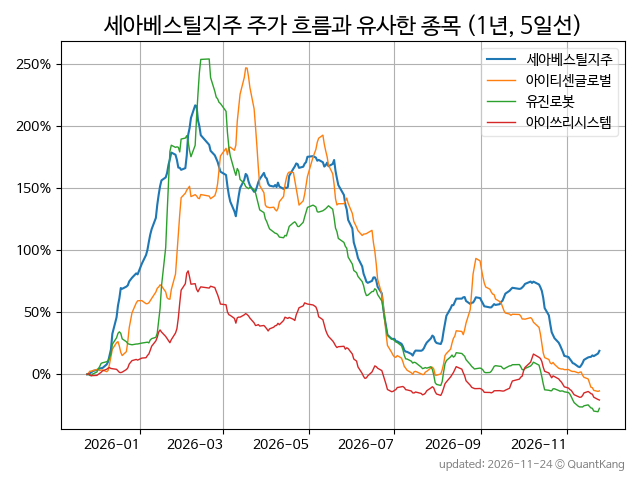 세아베스틸지주 주가 흐름과 유사한 종목 (1년, 5일선)
세아베스틸지주
아이티센글로벌
유진로봇
아이쓰리시스템
250%
200%
150%
100%
50%
0%
2026-01 2026-03 2026-05 2026-07 2026-09 2026-11
updated: 2026-11-24 © QuantKang